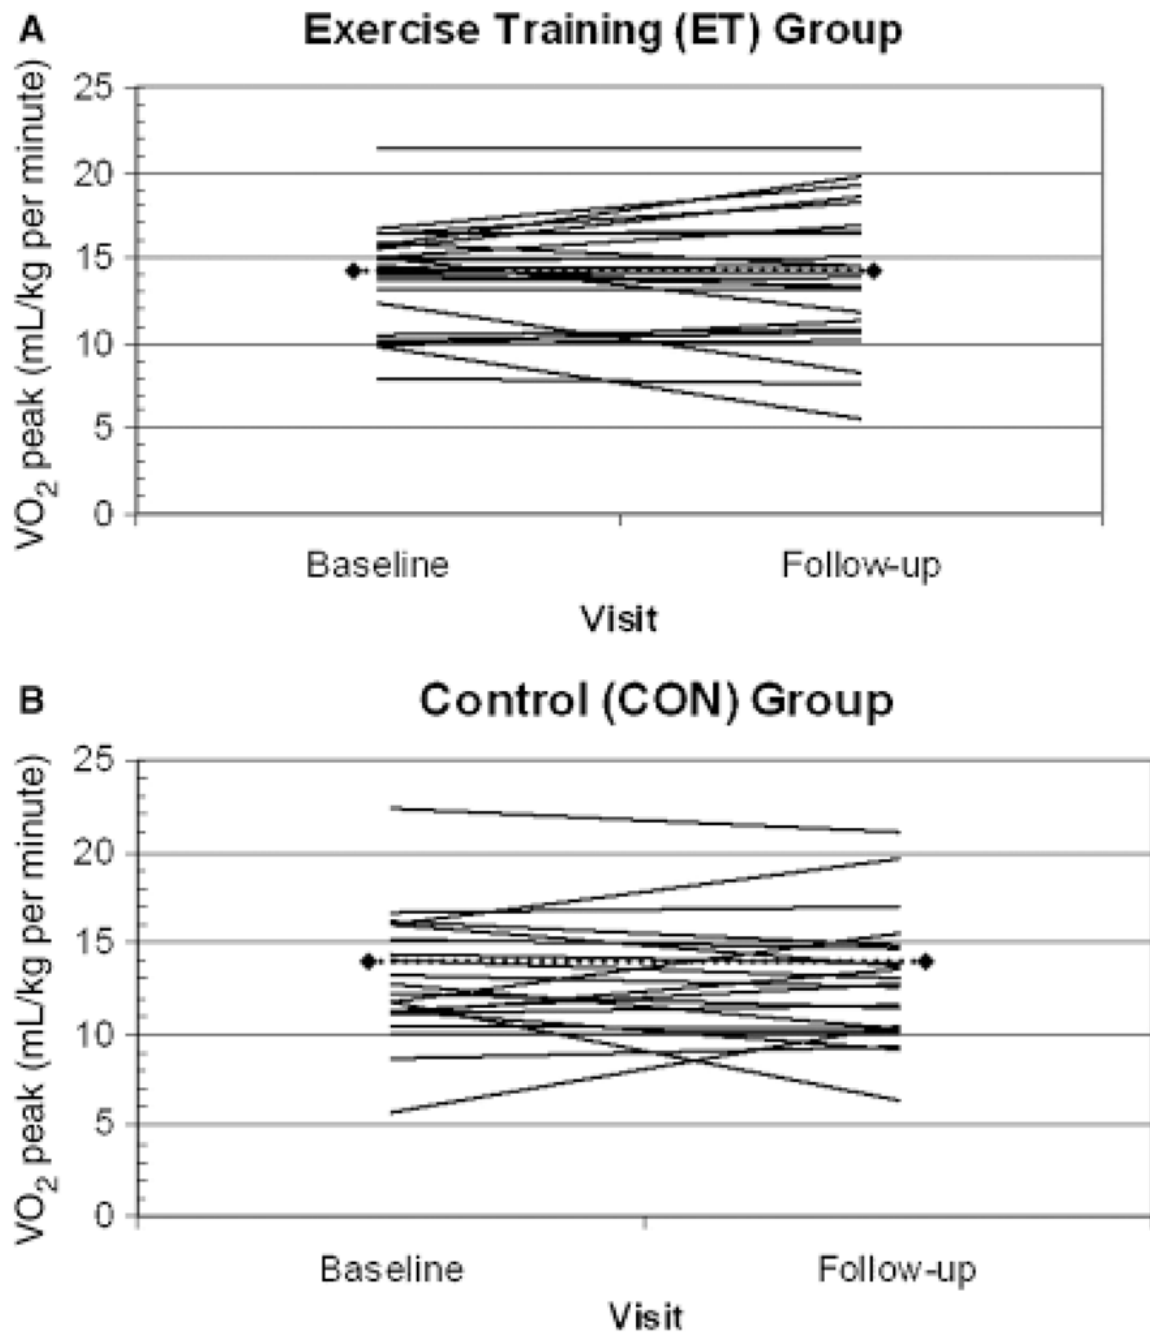 A
Exercise Training (ET) Group
VO2 peak (mL/kg per minute)
25
20
15
10
5
0
Baseline Follow-up
Visit
B
Control (CON) Group
VO2 peak (mL/kg per minute)
25
20
15
10
5
0
Baseline Follow-up
Visit